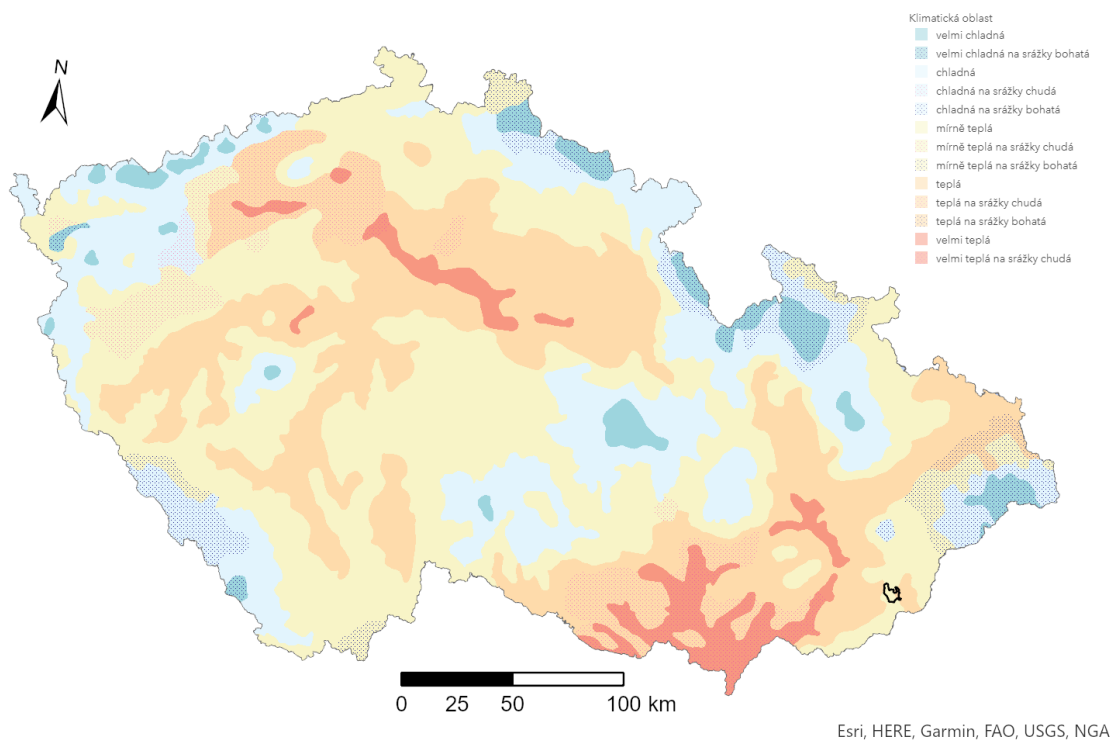 Klimatická oblast
velmi chladná
velmi chladná na srážky bohatá
chladná
chladná na srážky chudá
chladná na srážky bohatá
mírně teplá
mírně teplá na srážky chudá
mírně teplá na srážky bohatá
teplá
teplá na srážky chudá
teplá na srážky bohatá
velmi teplá
velmi teplá na srážky chudá
N
0 25 50 100 km
Esri, HERE, Garmin, FAO, USGS, NGA